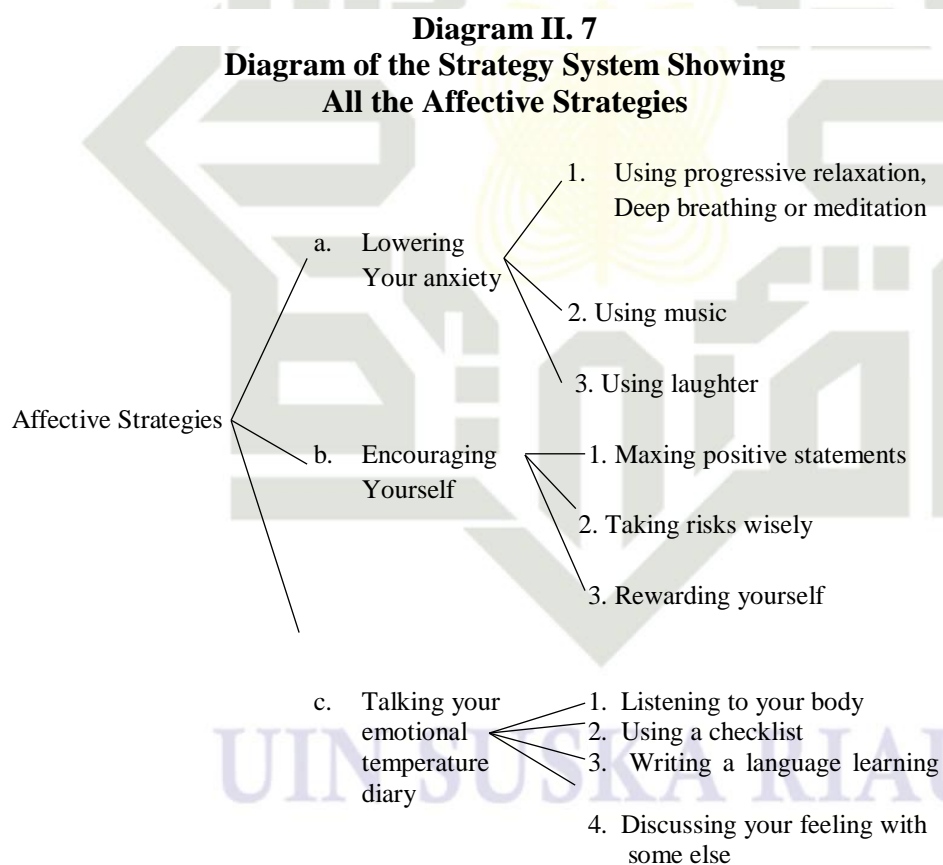 Diagram II. 7
Diagram of the Strategy System Showing
All the Affective Strategies
1. Using progressive relaxation,
Deep breathing or meditation
a. Lowering
Your anxiety
2. Using music
3. Using laughter
Affective Strategies
b. Encouraging
Yourself
1. Maxing positive statements
2. Taking risks wisely
3. Rewarding yourself
c. Talking your
emotional
temperature
diary
1. Listening to your body
2. Using a checklist
3. Writing a language learning
4. Discussing your feeling with
some else
UIN SUSKA RIAU